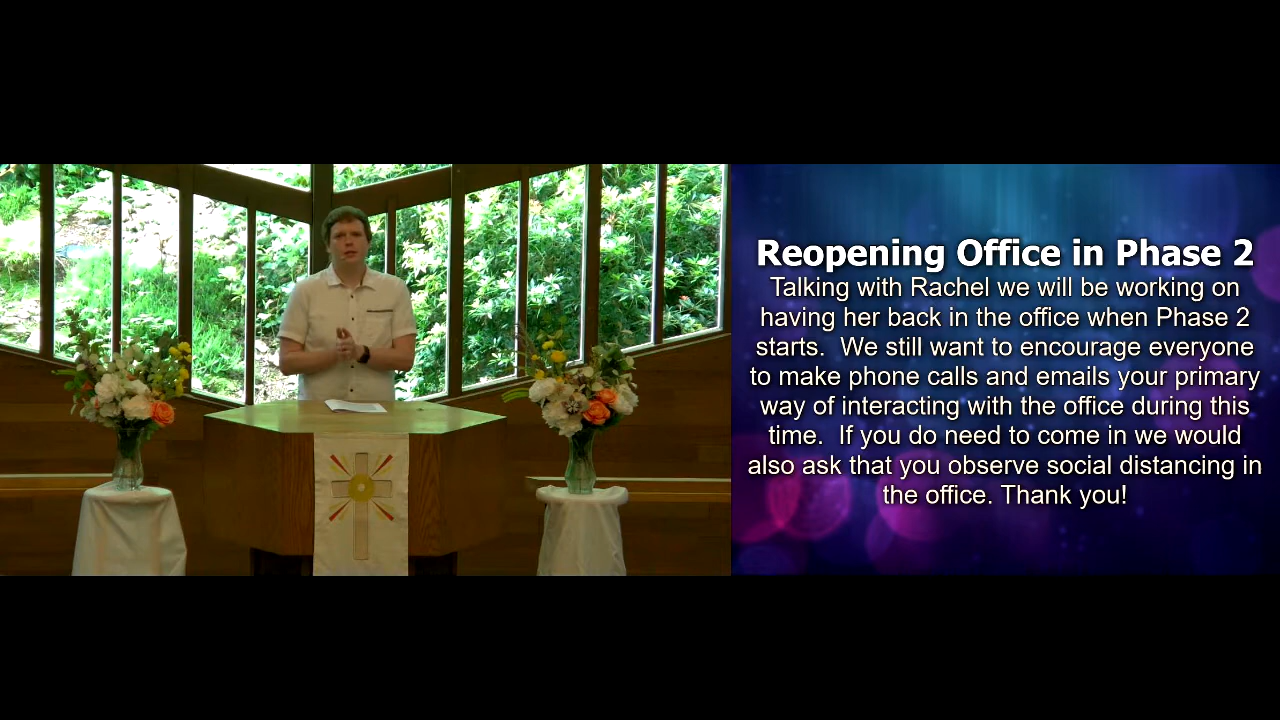 Reopening Office in Phase 2
Talking with Rachel we will be working on
having her back in the office when Phase 2
starts.  We still want to encourage everyone
to make phone calls and emails your primary
way of interacting with the office during this
time.  If you do need to come in we would
also ask that you observe social distancing in
the office. Thank you!